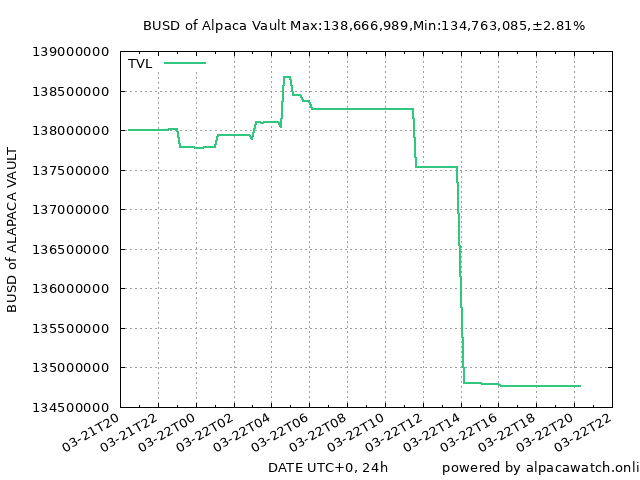 BUSD of Alpaca Vault Max:138,666,989,Min:134,763,085,±2.81%
TVL
139000000
138500000
138000000
137500000
137000000
136500000
136000000
135500000
135000000
134500000
BUSD of ALAPACA VAULT
03-21T20
03-21T22
03-22T00
03-22T02
03-22T04
03-22T06
03-22T08
03-22T10
03-22T12
03-22T14
03-22T16
03-22T18
03-22T20
03-22T22
DATE UTC+0, 24h
powered by alpacawatch.onli